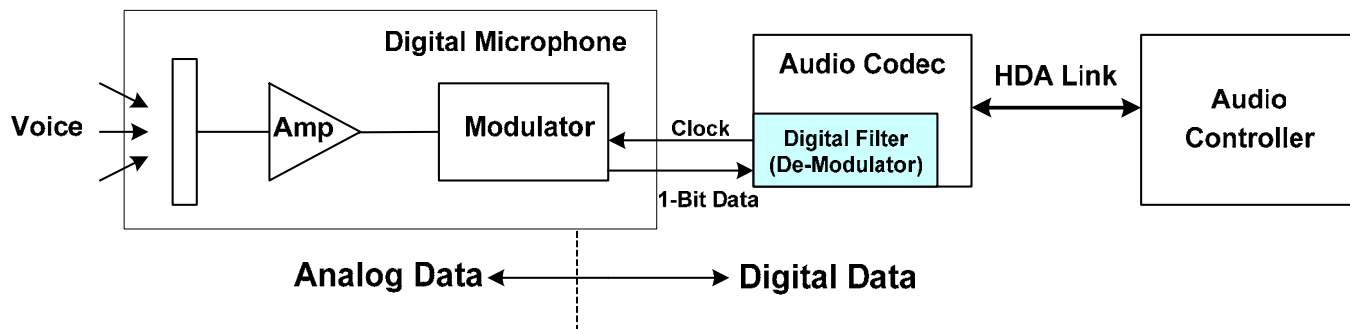 Digital Microphone
Voice
Amp
Modulator
Clock
1-Bit Data
Audio Codec
Digital Filter
(De-Modulator)
HDA Link
Audio
Controller
Analog Data
Digital Data